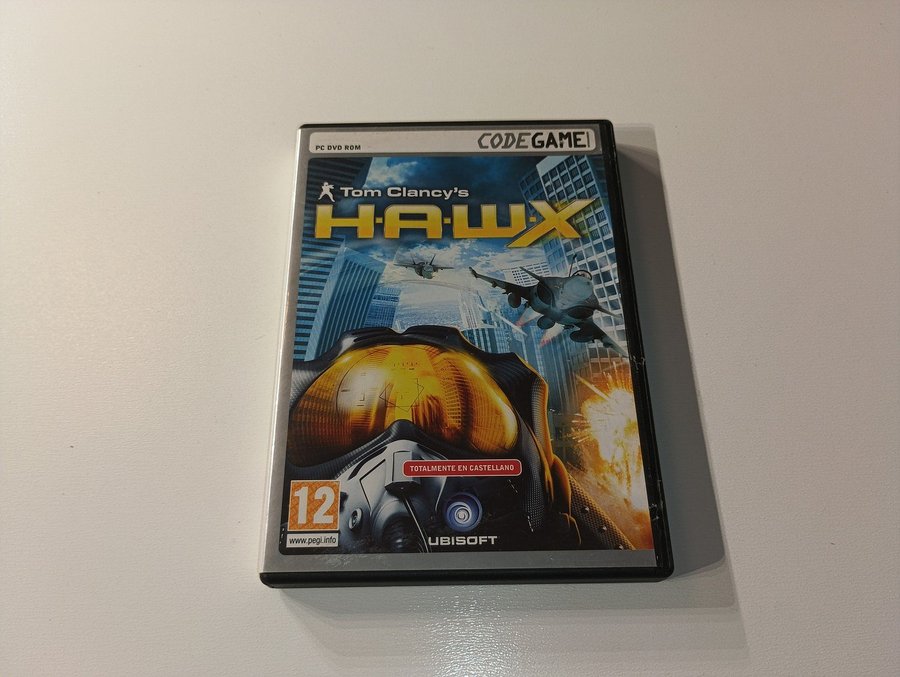 PC DVD ROM
CODEGAME
Tom Clancy's
H·A·W·X
TOTALMENTE EN CASTELLANO
12
www.pegi.info
UBISOFT